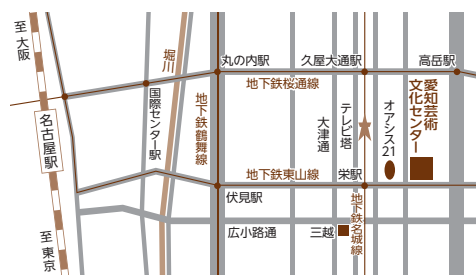 至 大阪
堀川
丸の内駅
久屋大通駅
高岳駅
地下鉄桜通線
国際センター駅
地下鉄鶴舞線
大津通
テレビ塔
オアシス21
愛知芸術
文化センター
名古屋駅
地下鉄東山線
栄駅
伏見駅
地下鉄名城線
広小路通
三越
至 東京